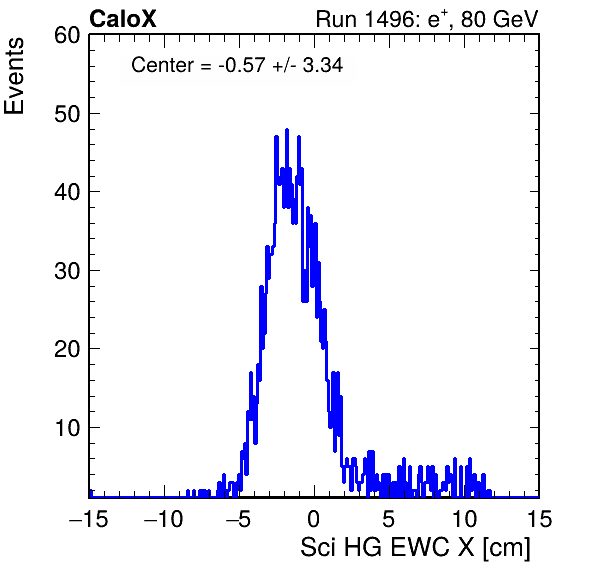 CaloX Run 1496: e⁺, 80 GeV
Center = -0.57 +/- 3.34
Events
60
50
40
30
20
10
−15 −10 −5 0 5 10 15
Sci HG EWC X [cm]